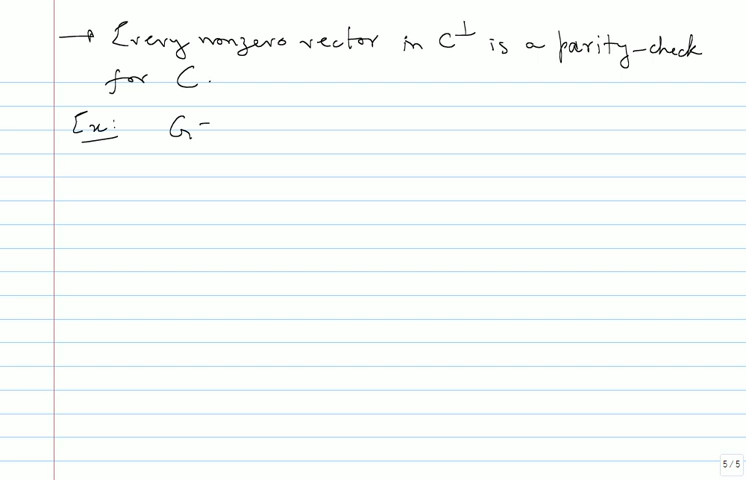 → Every nonzero vector in C⊥ is a parity-check
for C.
Ex: G -
5/5